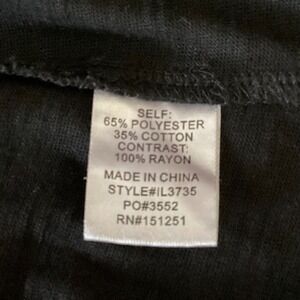 SELF:
65% POLYESTER
35% COTTON
CONTRAST:
100% RAYON
MADE IN CHINA
STYLE#IL3735
PO#3552
RN#151251